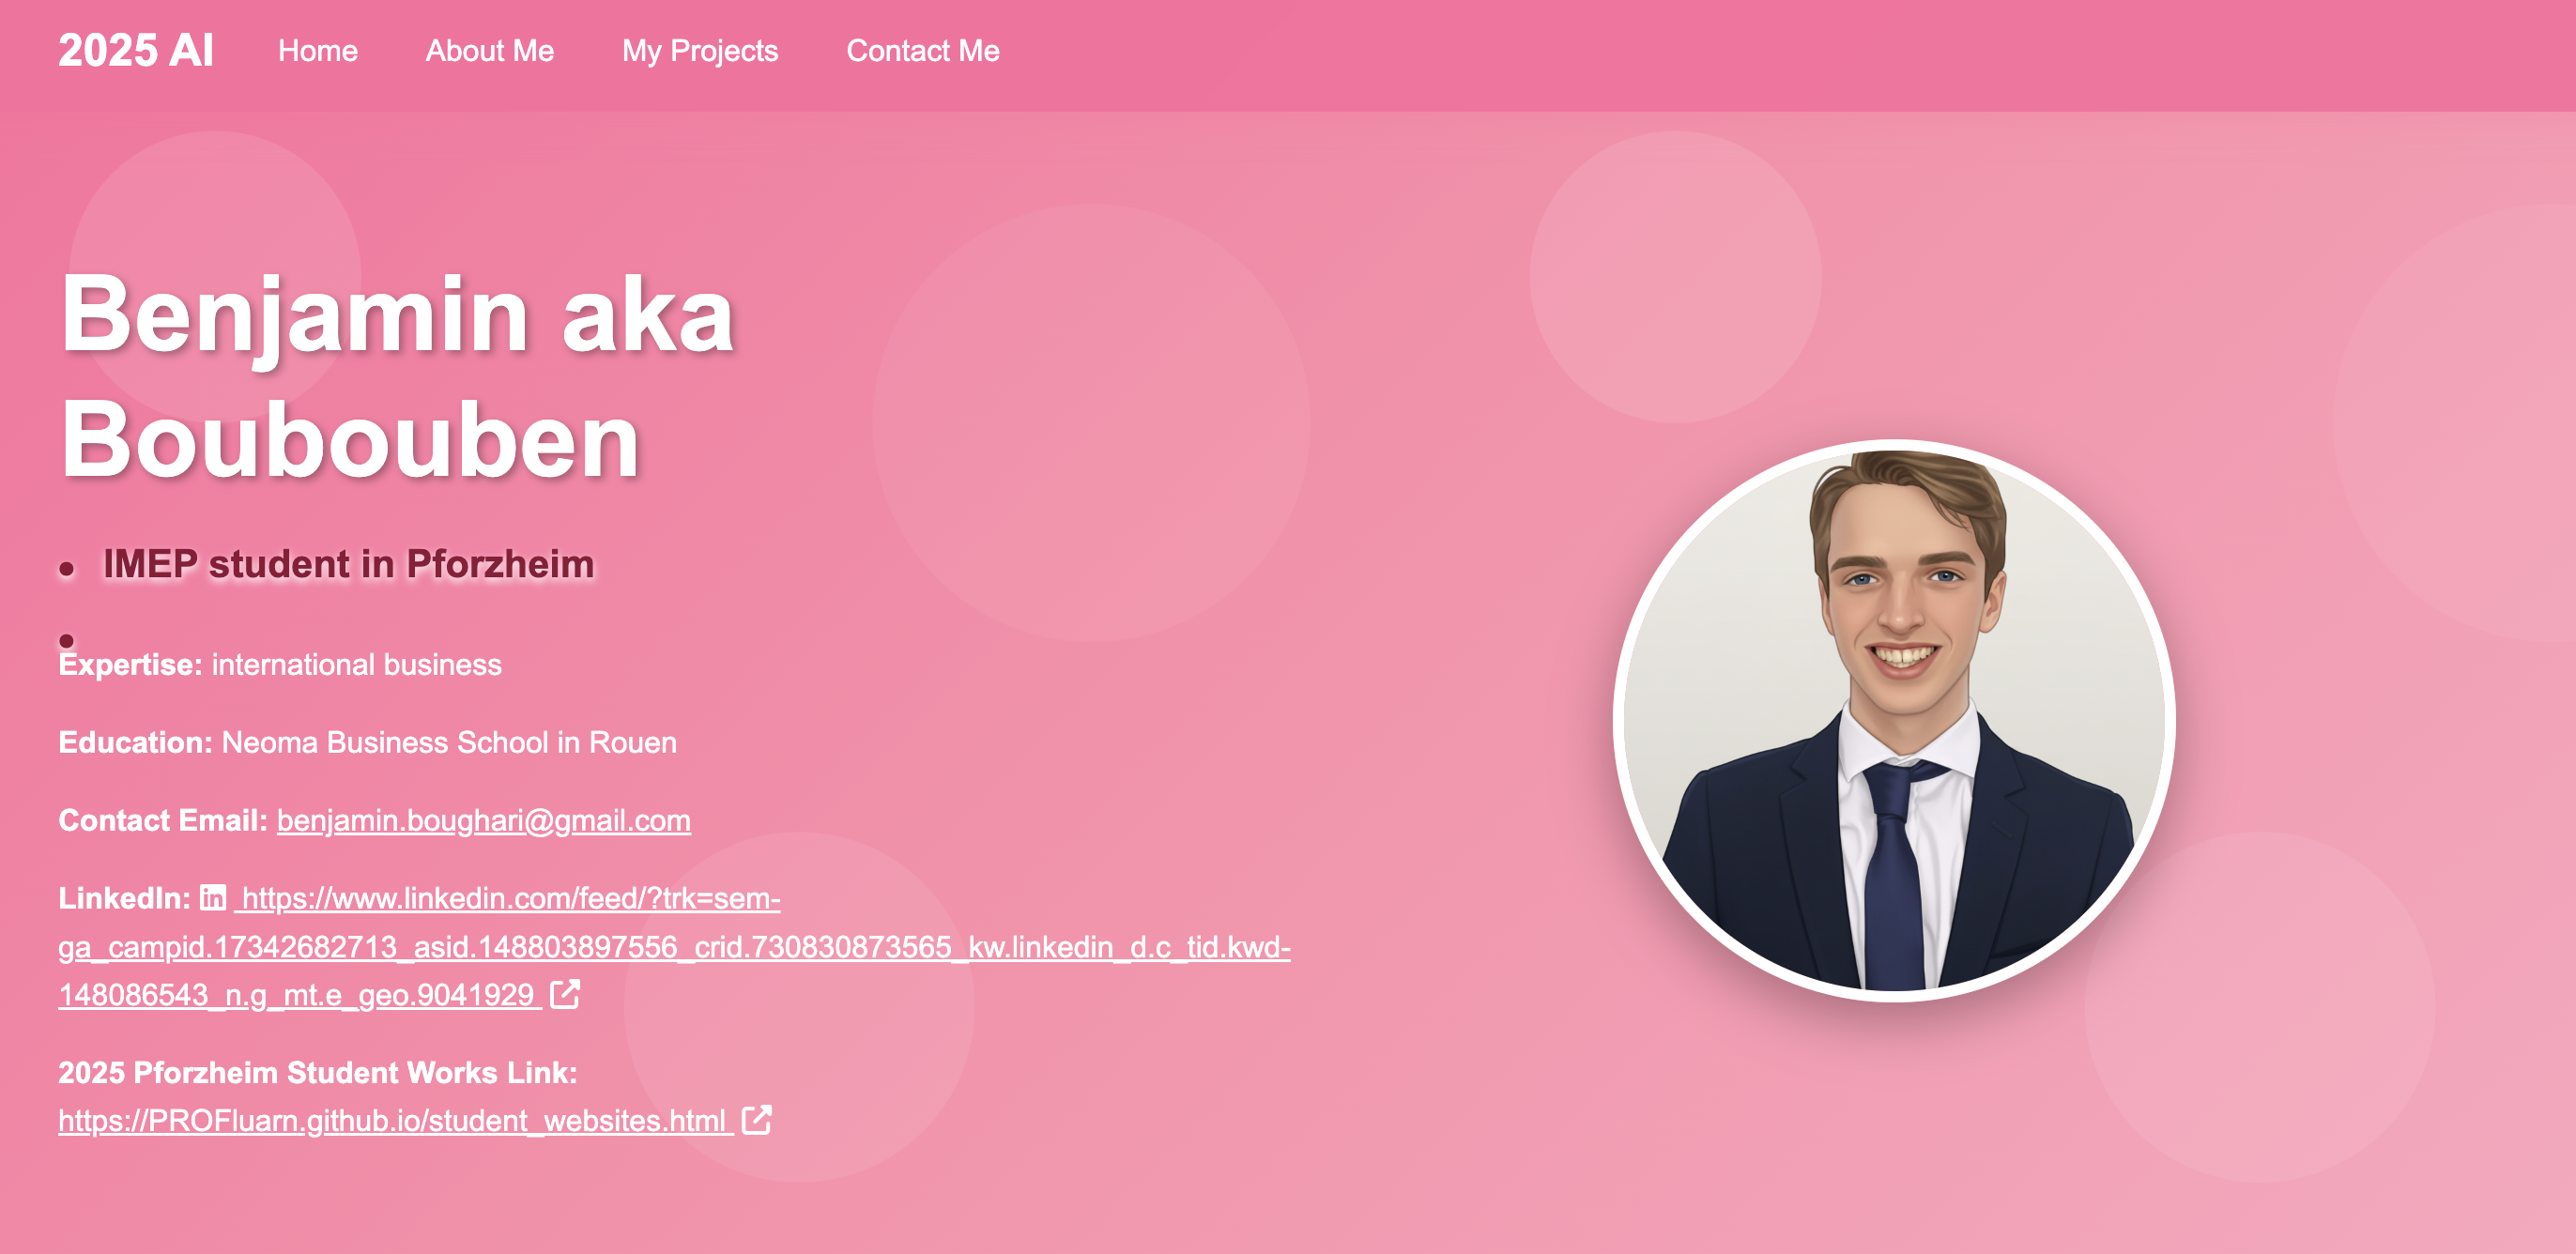 2025 AI Home About Me My Projects Contact Me
Benjamin aka
Boubouben
• IMEP student in Pforzheim
•
Expertise: international business
Education: Neoma Business School in Rouen
Contact Email: benjamin.boughari@gmail.com
LinkedIn: in https://www.linkedin.com/feed/?trk=sem-
ga_campid.17342682713_asid.148803897556_crid.730830873565_kw.linkedin_d.c_tid.kwd-
148086543_n.g_mt.e_geo.9041929
2025 Pforzheim Student Works Link:
https://PROFluarn.github.io/student_websites.html